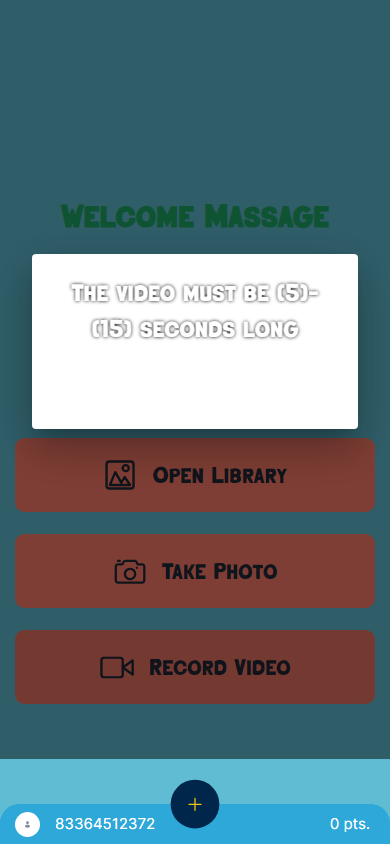 Welcome Massage
The video must be (5)-
(15) seconds long
Open Library
Take Photo
Record Video
83364512372
0 pts.